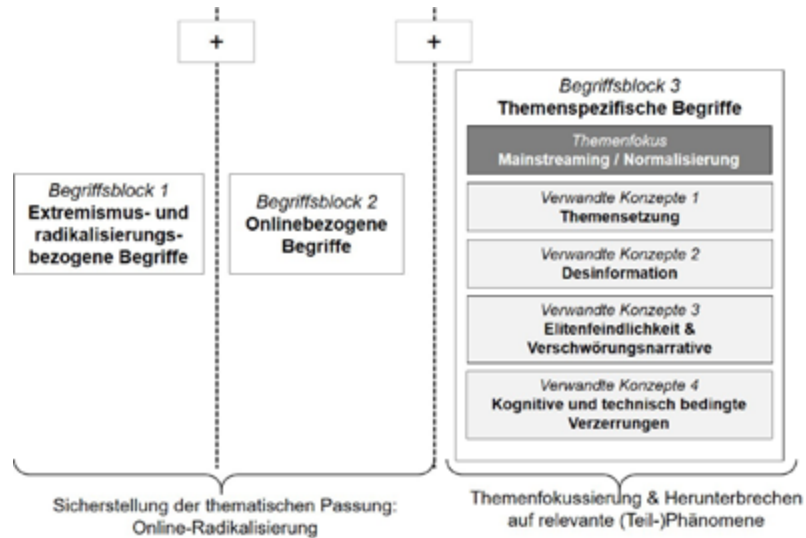 +
+
Begriffsblock 1
Extremismus- und
radikalisierungs-
bezogene Begriffe
Begriffsblock 2
Onlinebezogene
Begriffe
Begriffsblock 3
Themenspezifische Begriffe
Themenfokus
Mainstreaming / Normalisierung
Verwandte Konzepte 1
Themensetzung
Verwandte Konzepte 2
Desinformation
Verwandte Konzepte 3
Elitenfeindlichkeit &
Verschwörungsnarrative
Verwandte Konzepte 4
Kognitive und technisch bedingte
Verzerrungen
Sicherstellung der thematischen Passung:
Online-Radikalisierung
Themenfokussierung & Herunterbrechen
auf relevante (Teil-)Phänomene